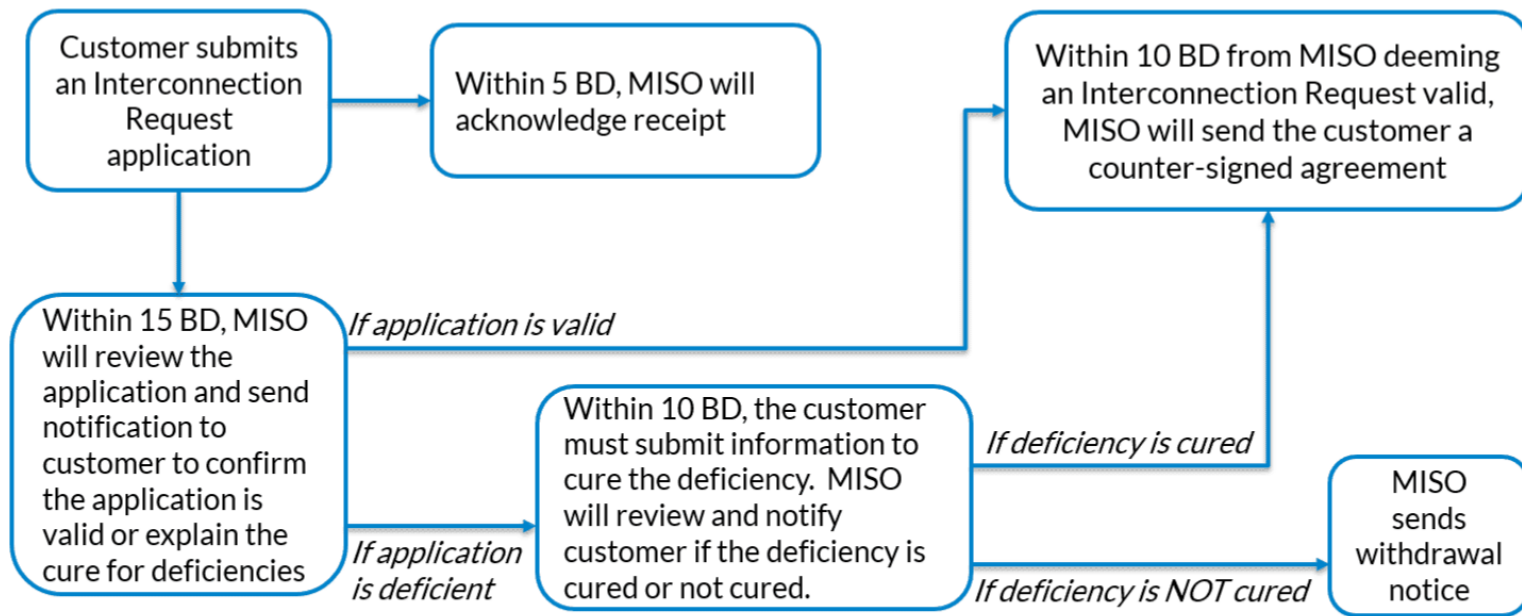 Customer submits
an Interconnection
Request
application
Within 5 BD, MISO will
acknowledge receipt
Within 10 BD from MISO deeming
an Interconnection Request valid,
MISO will send the customer a
counter-signed agreement
Within 15 BD, MISO
will review the
application and send
notification to
customer to confirm
the application is
valid or explain the
cure for deficiencies
If application is valid
If application
is deficient
Within 10 BD, the customer
must submit information to
cure the deficiency.  MISO
will review and notify
customer if the deficiency is
cured or not cured.
If deficiency is cured
If deficiency is NOT cured
MISO
sends
withdrawal
notice